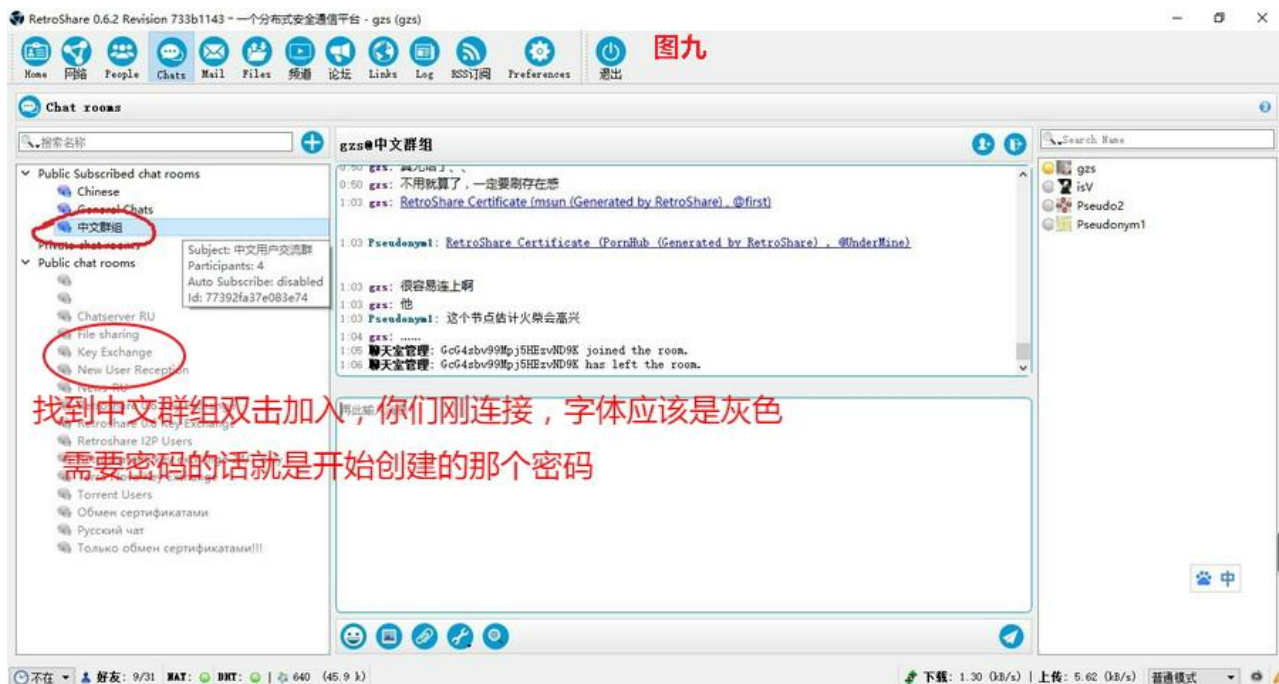 RetroShare 0.6.2 Revision 733b1143 - 一个分布式安全通信平台 - gzs (gzs)
Home 网络 People Chats Mail Files 频道 论坛 Links Log RSS订阅 Preferences 退出
图九
Chat rooms
搜索名称
gzs@中文群组
Search Name
Public Subscribed chat rooms
Chinese
General Chats
中文群组
Private chat rooms
Public chat rooms
Chatserver RU
File sharing
Key Exchange
New User Reception
News RU
Retroshare I2P Users
Torrent Users
Обмен сертификатами
Русский чат
Только обмен сертификатами!!!
Subject: 中文用户交流群
Participants: 4
Auto Subscribe: disabled
Id: 77392fa37e083e74
0:50 gzs: 不用就算了，一定要刷存在感
1:03 gzs: RetroShare Certificate (msun (Generated by RetroShare) , @first)
1:03 Pseudonym1: RetroShare Certificate (PornHub (Generated by RetroShare) , @UnderMine)
1:03 gzs: 很容易连上啊
1:03 gzs: 他
1:03 Pseudonym1: 这个节点估计火柴会高兴
1:04 gzs: ......
1:05 聊天室管理: GcG4sbv99Mpj5HEzvND9K joined the room.
1:06 聊天室管理: GcG4sbv99Mpj5HEzvND9K has left the room.
gzs
isV
Pseudo2
Pseudonym1
找到中文群组双击加入，你们刚连接，字体应该是灰色
需要密码的话就是开始创建的那个密码
中
不在 好友: 9/31 NAT: DHT: | 640 (45.9 k)
下载: 1.30 (kB/s) | 上传: 5.62 (kB/s) 普通模式